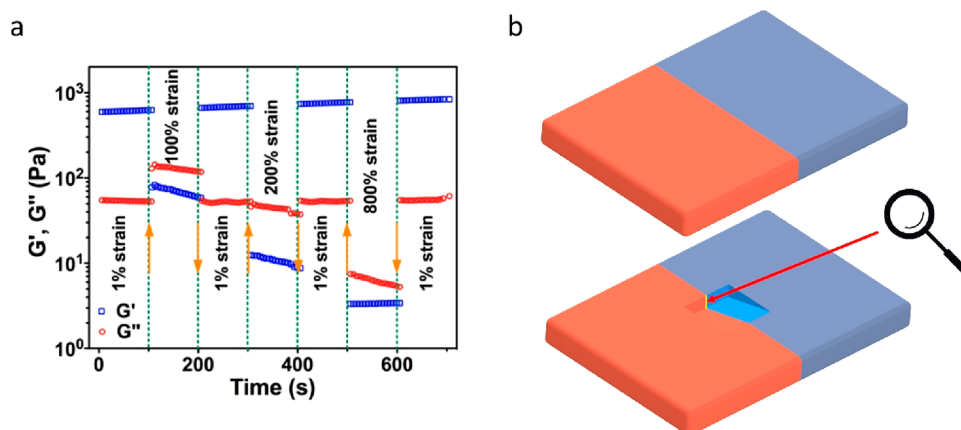 a
b
G', G'' (Pa)
10³
10²
10¹
10⁰
1% strain
100% strain
1% strain
200% strain
1% strain
800% strain
1% strain
G'
G''
0
200
400
600
Time (s)